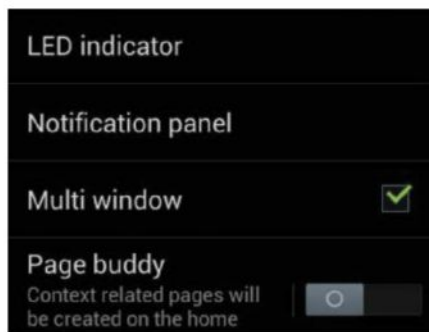 LED indicator
Notification panel
Multi window
Page buddy
Context related pages will
be created on the home